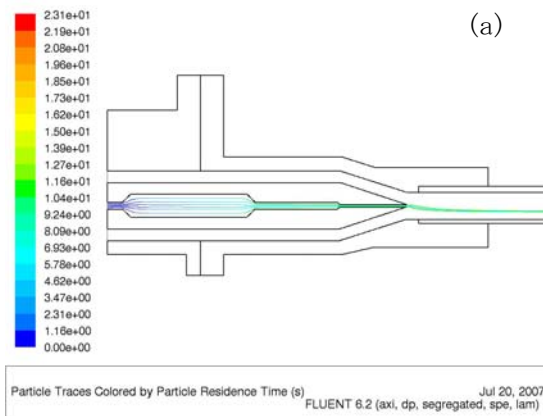 (a)
2.31e+01
2.19e+01
2.08e+01
1.96e+01
1.85e+01
1.73e+01
1.62e+01
1.50e+01
1.39e+01
1.27e+01
1.16e+01
1.04e+01
9.24e+00
8.09e+00
6.93e+00
5.78e+00
4.62e+00
3.47e+00
2.31e+00
1.16e+00
0.00e+00
Particle Traces Colored by Particle Residence Time (s) Jul 20, 2007
FLUENT 6.2 (axi, dp, segregated, spe, lam)